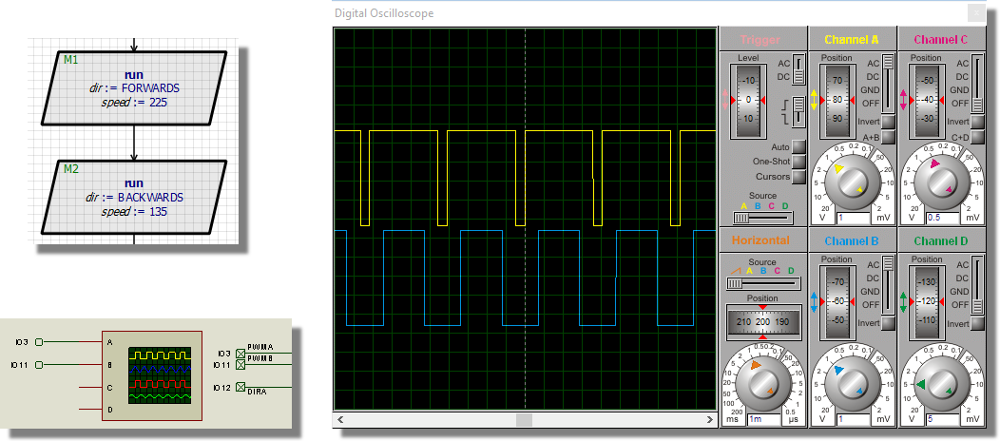 M1
run
dir := FORWARDS
speed := 225
M2
run
dir := BACKWARDS
speed := 135
IO3
IO11
A
B
C
D
IO3
PWMA
IO11
PWMB
IO12
DIRA
Digital Oscilloscope
Trigger
Level
-10
0
10
AC
DC
Auto
One-Shot
Cursors
Source
A B C D
Channel A
Position
70
80
90
AC
DC
GND
OFF
Invert
A+B
20
10
5
2
1
0.5
0.2
0.1
50
20
10
5
2
V
1
mV
Channel C
Position
-50
-40
-30
AC
DC
GND
OFF
Invert
C+D
20
10
5
2
1
0.5
0.2
0.1
50
20
10
5
2
V
0.5
mV
Horizontal
Source
A B C D
Position
210 200 190
200
100
50
20
10
5
2
1
0.5
0.2
0.1
50
20
10
5
2
1
0.5
ms
1m
µs
Channel B
Position
-70
-60
-50
AC
DC
GND
OFF
Invert
20
10
5
2
1
0.5
0.2
0.1
50
20
10
5
2
V
1
mV
Channel D
Position
-130
-120
-110
AC
DC
GND
OFF
Invert
20
10
5
2
1
0.5
0.2
0.1
50
20
10
5
2
V
5
mV